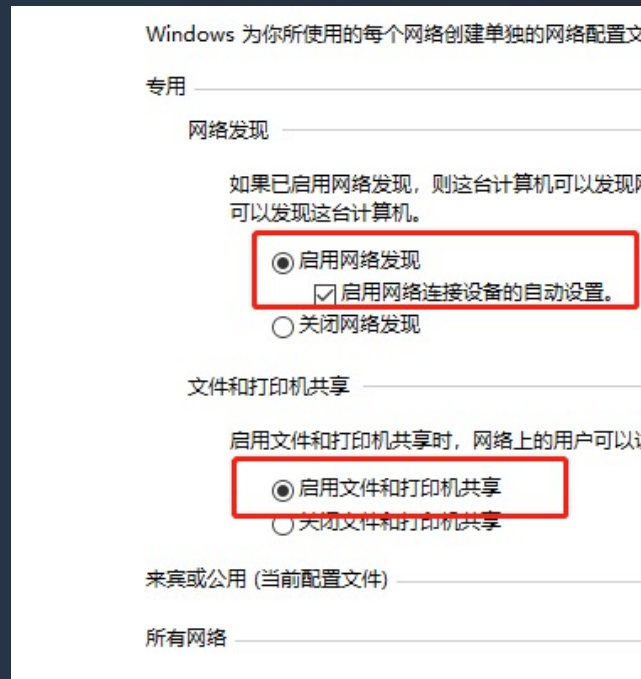 Windows 为你所使用的每个网络创建单独的网络配置文
专用
网络发现
如果已启用网络发现，则这台计算机可以发现网
可以发现这台计算机。
启用网络发现
启用网络连接设备的自动设置。
关闭网络发现
文件和打印机共享
启用文件和打印机共享时，网络上的用户可以访
启用文件和打印机共享
关闭文件和打印机共享
来宾或公用 (当前配置文件)
所有网络